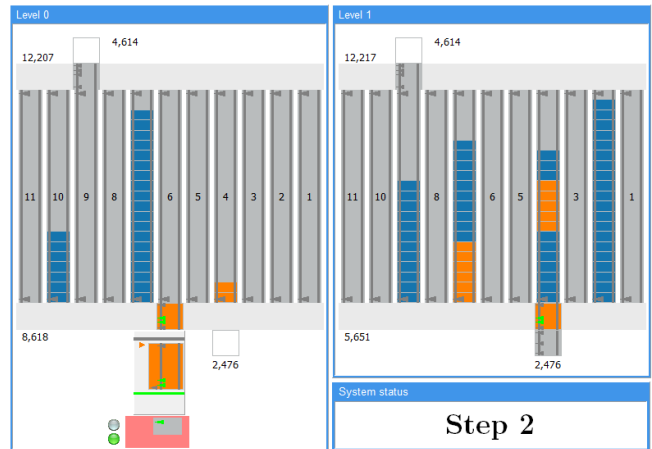 Level 0
4,614
12,207
11 10 9 8 6 5 4 3 2 1
8,618
2,476
Level 1
4,614
12,217
11 10 8 6 5 3 1
5,651
2,476
System status
Step 2